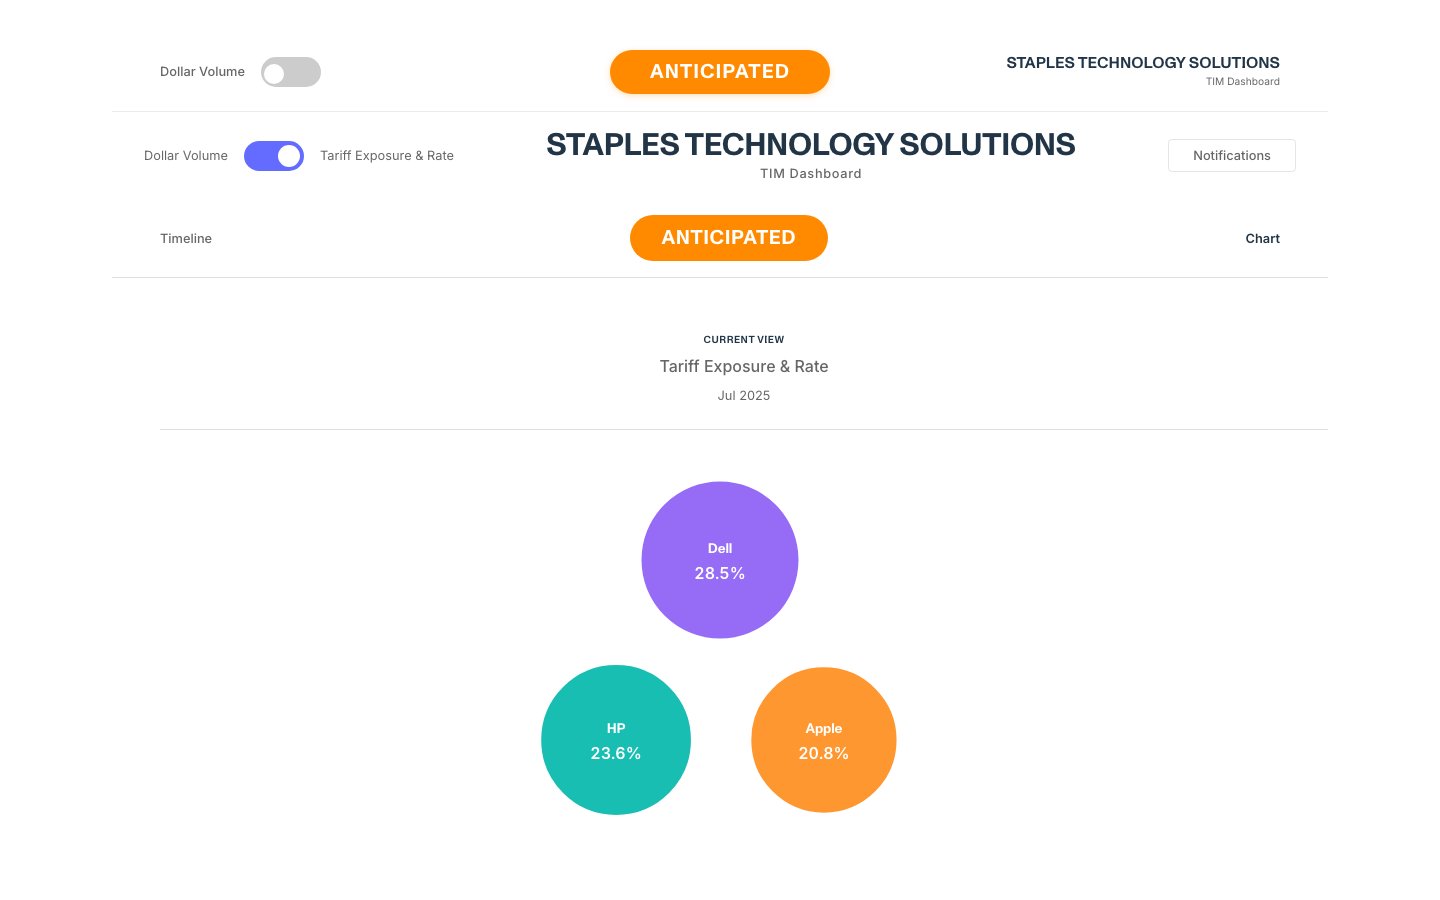 Dollar Volume
ANTICIPATED
STAPLES TECHNOLOGY SOLUTIONS
TIM Dashboard
Dollar Volume
Tariff Exposure & Rate
STAPLES TECHNOLOGY SOLUTIONS
TIM Dashboard
Notifications
Timeline
ANTICIPATED
Chart
CURRENT VIEW
Tariff Exposure & Rate
Jul 2025
Dell
28.5%
HP
23.6%
Apple
20.8%